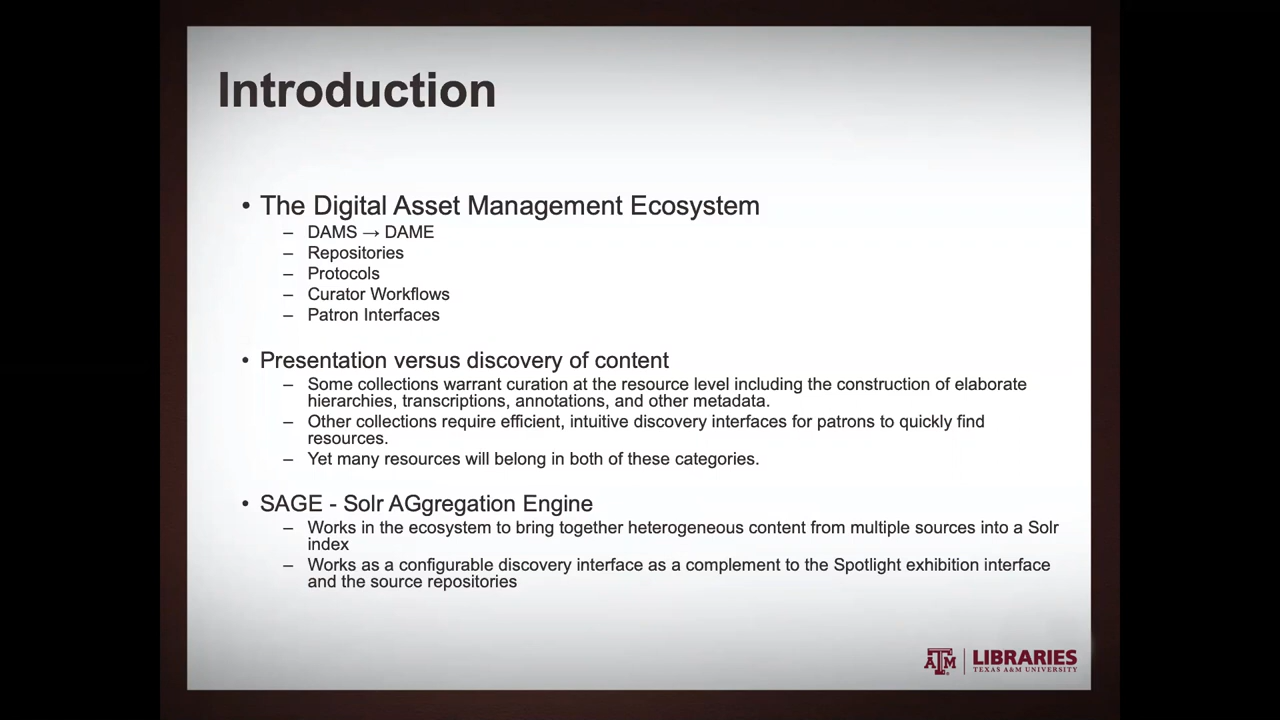 Introduction
• The Digital Asset Management Ecosystem
– DAMS → DAME
– Repositories
– Protocols
– Curator Workflows
– Patron Interfaces
• Presentation versus discovery of content
– Some collections warrant curation at the resource level including the construction of elaborate
hierarchies, transcriptions, annotations, and other metadata.
– Other collections require efficient, intuitive discovery interfaces for patrons to quickly find
resources.
– Yet many resources will belong in both of these categories.
• SAGE - Solr AGgregation Engine
– Works in the ecosystem to bring together heterogeneous content from multiple sources into a Solr
index
– Works as a configurable discovery interface as a complement to the Spotlight exhibition interface
and the source repositories
ATM LIBRARIES
TEXAS A&M UNIVERSITY